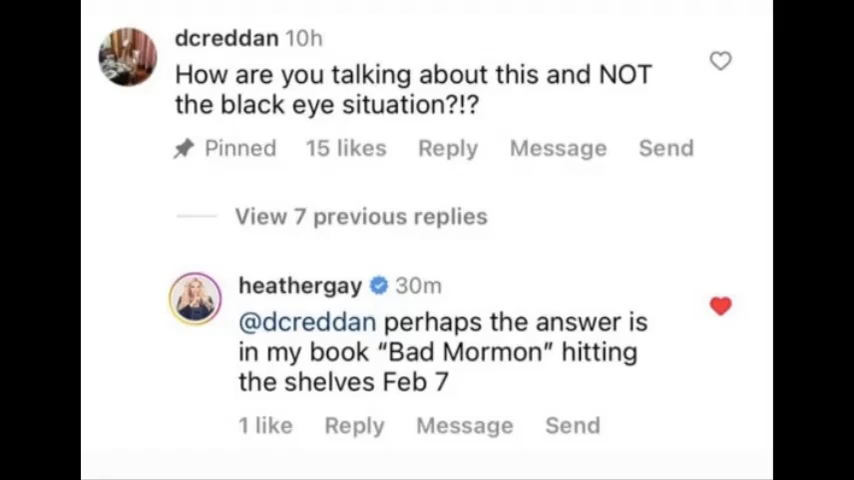 dcreddan 10h
How are you talking about this and NOT
the black eye situation?!?
Pinned 15 likes Reply Message Send
View 7 previous replies
heathergay 30m
@dcreddan perhaps the answer is
in my book “Bad Mormon” hitting
the shelves Feb 7
1 like Reply Message Send